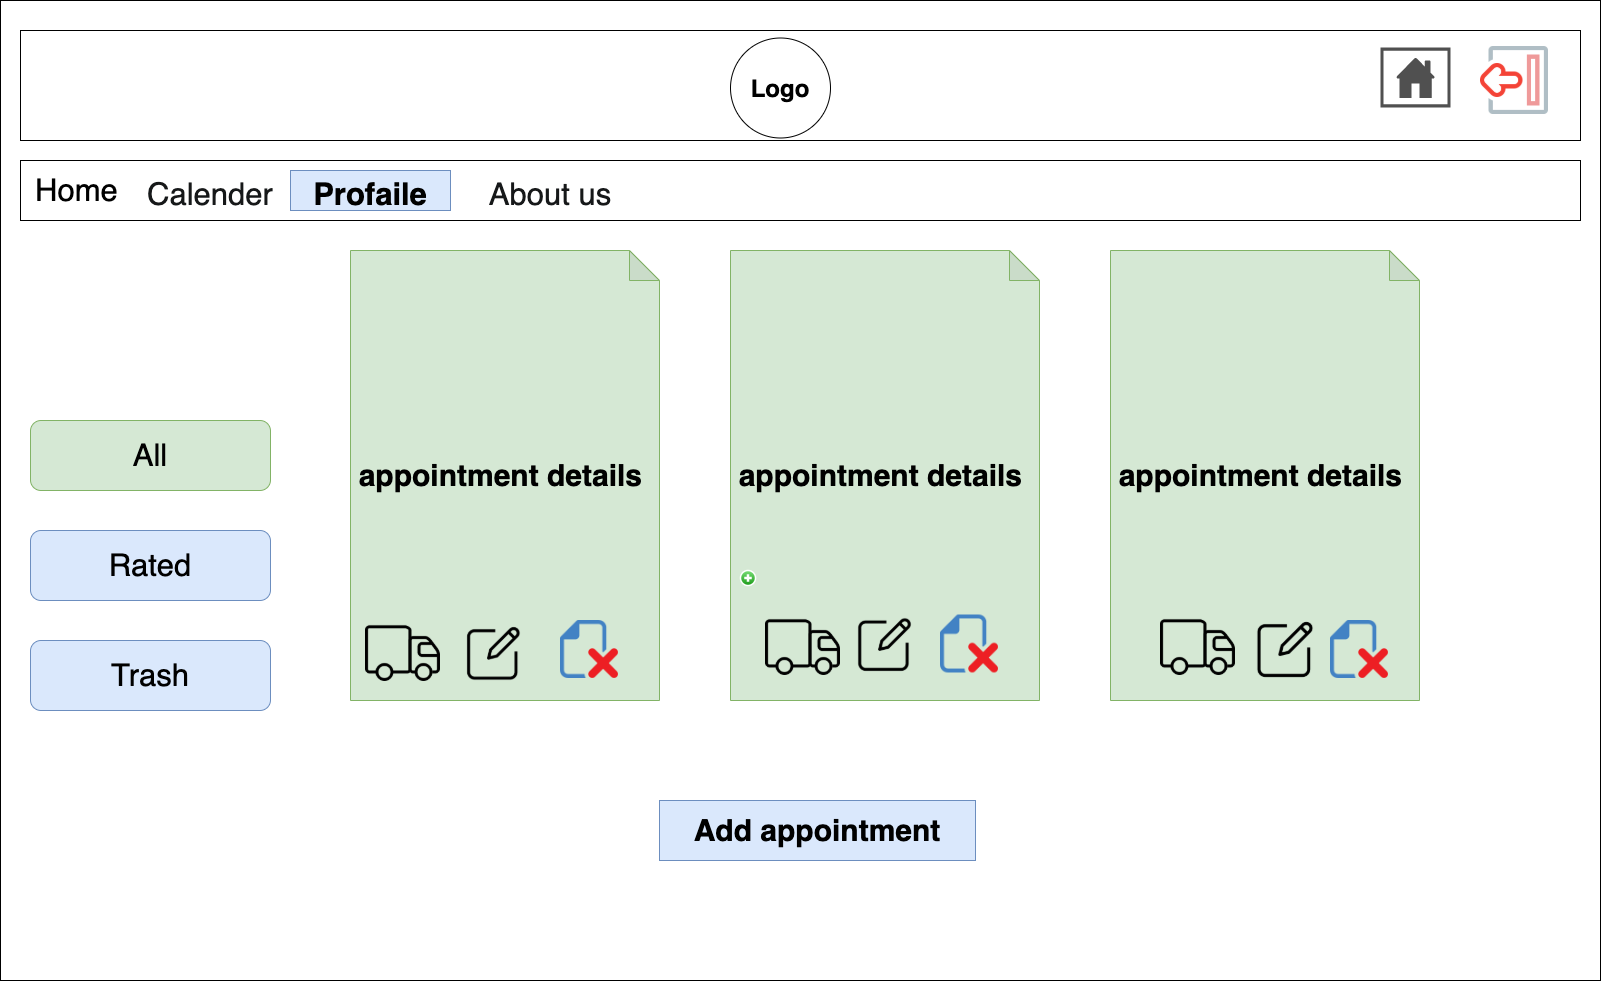 Logo
Home
Calender
Profaile
About us
appointment details
appointment details
appointment details
All
Rated
Trash
Add appointment